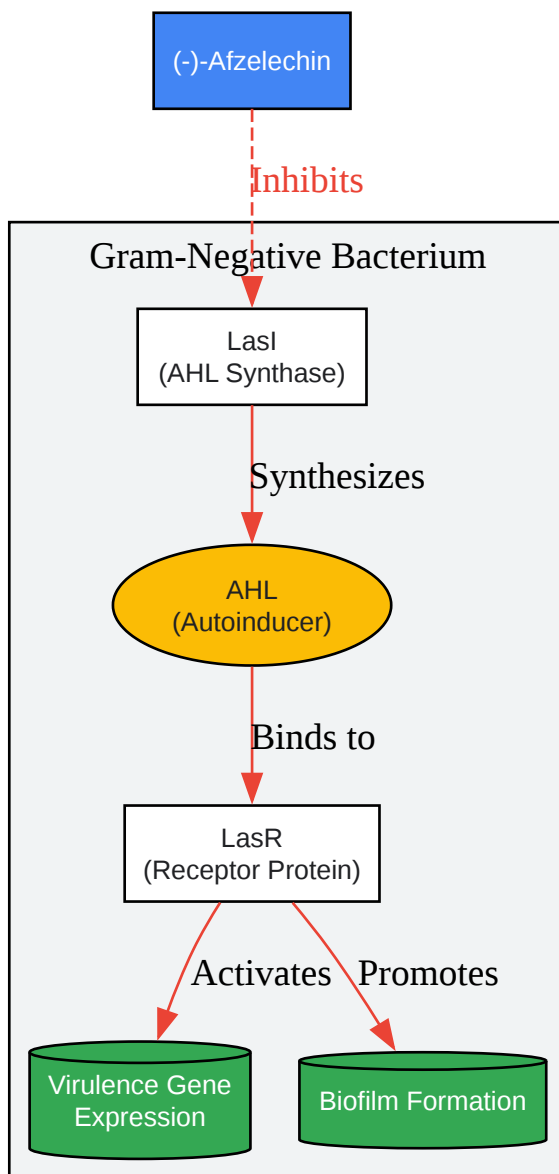 (-)-Afzelechin
Inhibits
Gram-Negative Bacterium
LasI
(AHL Synthase)
Synthesizes
AHL
(Autoinducer)
Binds to
LasR
(Receptor Protein)
Activates
Promotes
Virulence Gene
Expression
Biofilm Formation